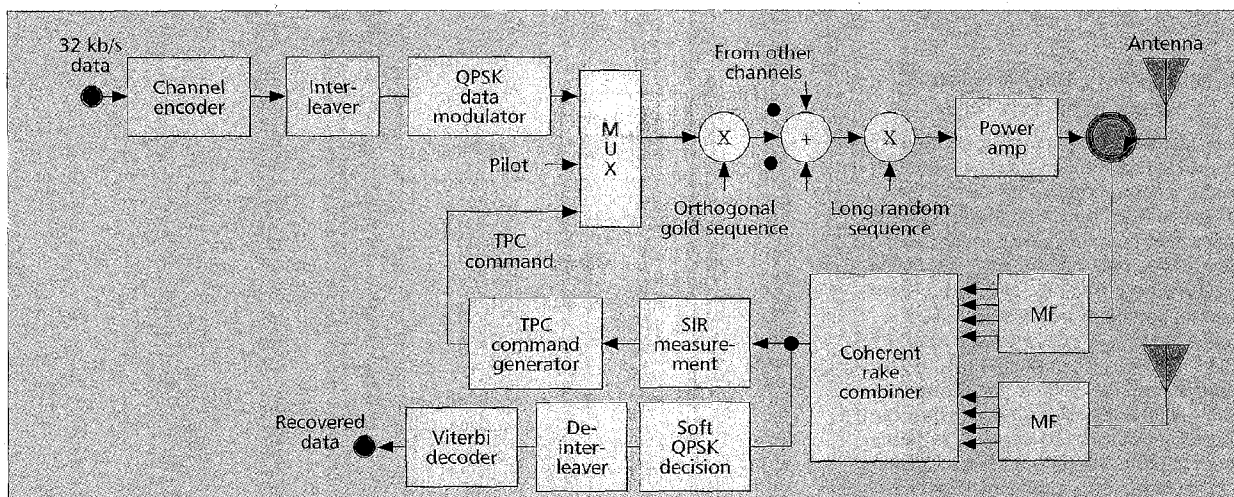 32 kb/s
data
Channel
encoder
Inter-
leaver
QPSK
data
modulator
Pilot
M
U
X
From other
channels
X
+
X
Orthogonal
gold sequence
Long random
sequence
Power
amp
Antenna
TPC
command
TPC
command
generator
SIR
measure-
ment
Coherent
rake
combiner
MF
MF
Recovered
data
Viterbi
decoder
De-
inter-
leaver
Soft
QPSK
decision